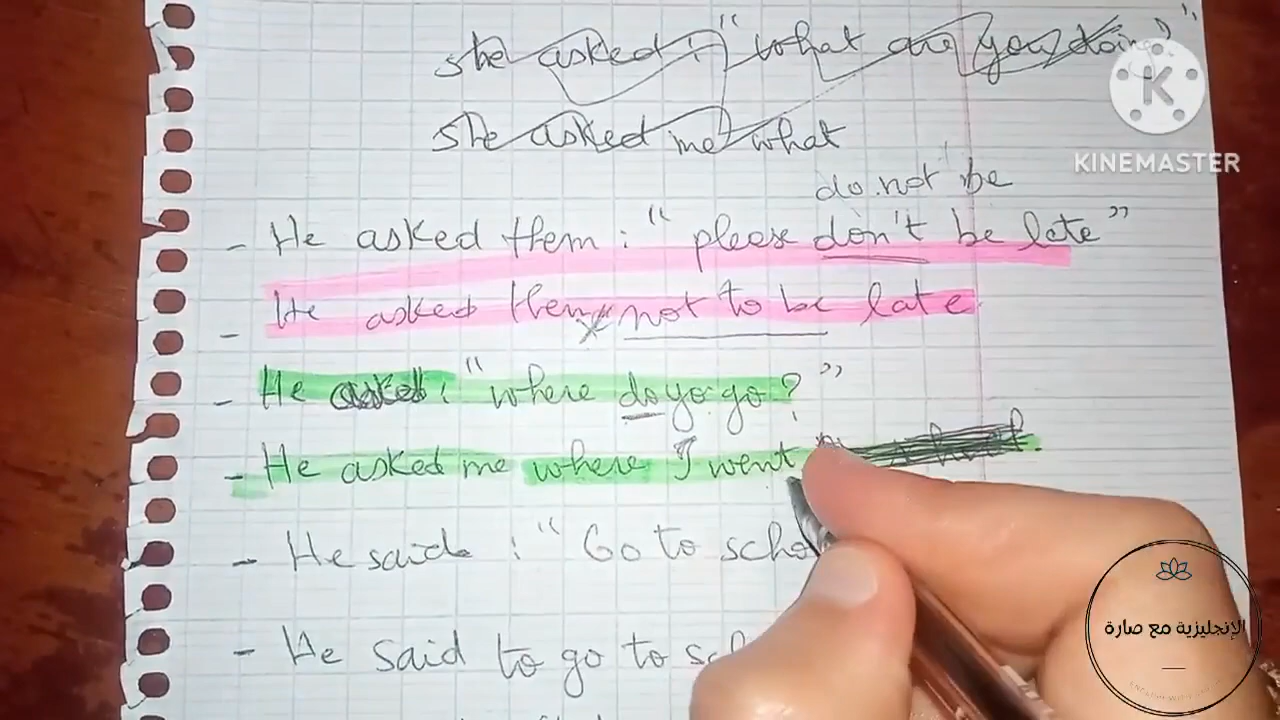 she asked : "what are you doing"
she asked me what
do not be
- He asked them : "please don't be late"
- He asked them not to be late
- He asked : "where do yo go ? "
- He asked me where I went
- He said : "Go to scho
- He said to go to sc
KINEMASTER
الإنجليزية مع صارة